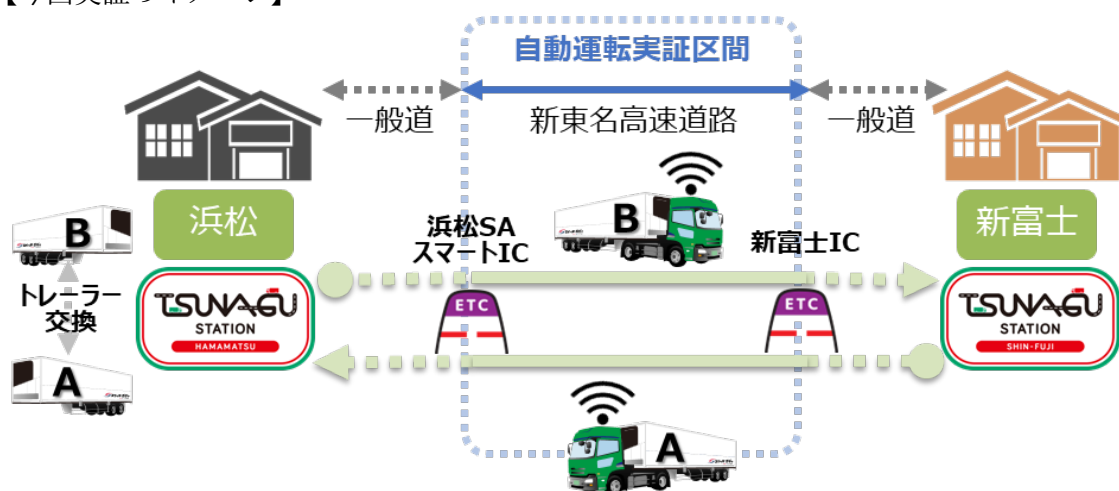 自動運転実証区間
一般道
新東名高速道路
一般道
浜松
新富士
B
B
浜松SA
スマートIC
新富士IC
トレーラー
交換
TSUNAGU
STATION
HAMAMATSU
ETC
ETC
TSUNAGU
STATION
SHIN-FUJI
A
A